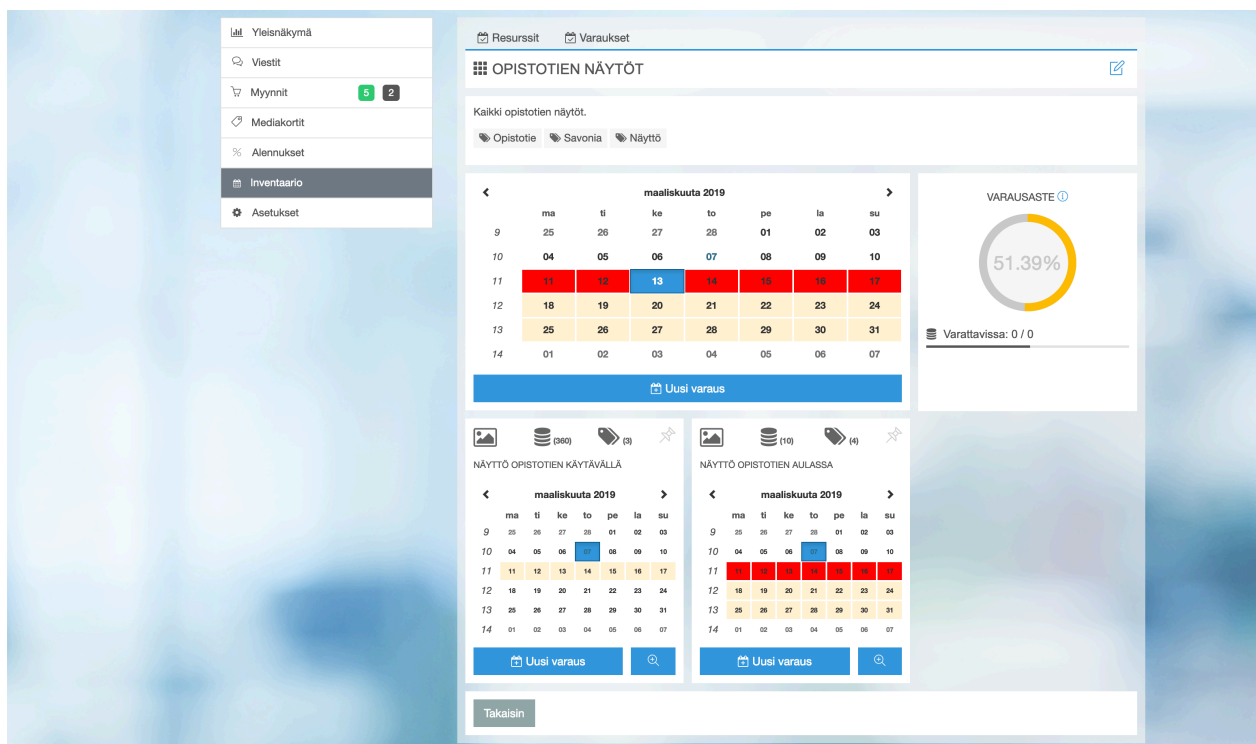 Yleisnäkymä
Viestit
Myynnit 5 2
Mediakortit
% Alennukset
Inventaario
Asetukset
Resurssit Varaukset
OPISTOTIEN NÄYTÖT
Kaikki opistotien näytöt.
Opistotie Savonia Näyttö
maaliskuuta 2019
ma ti ke to pe la su
9 25 26 27 28 01 02 03
10 04 05 06 07 08 09 10
11 11 12 13 14 15 16 17
12 18 19 20 21 22 23 24
13 25 26 27 28 29 30 31
14 01 02 03 04 05 06 07
Uusi varaus
VARAUSASTE
51.39%
Varattavissa: 0 / 0
(360) (3)
NÄYTTÖ OPISTOTIEN KÄYTÄVÄLLÄ
maaliskuuta 2019
ma ti ke to pe la su
9 25 26 27 28 01 02 03
10 04 05 06 07 08 09 10
11 11 12 13 14 15 16 17
12 18 19 20 21 22 23 24
13 25 26 27 28 29 30 31
14 01 02 03 04 05 06 07
Uusi varaus
(10) (4)
NÄYTTÖ OPISTOTIEN AULASSA
maaliskuuta 2019
ma ti ke to pe la su
9 25 26 27 28 01 02 03
10 04 05 06 07 08 09 10
11 11 12 13 14 15 16 17
12 18 19 20 21 22 23 24
13 25 26 27 28 29 30 31
14 01 02 03 04 05 06 07
Uusi varaus
Takaisin